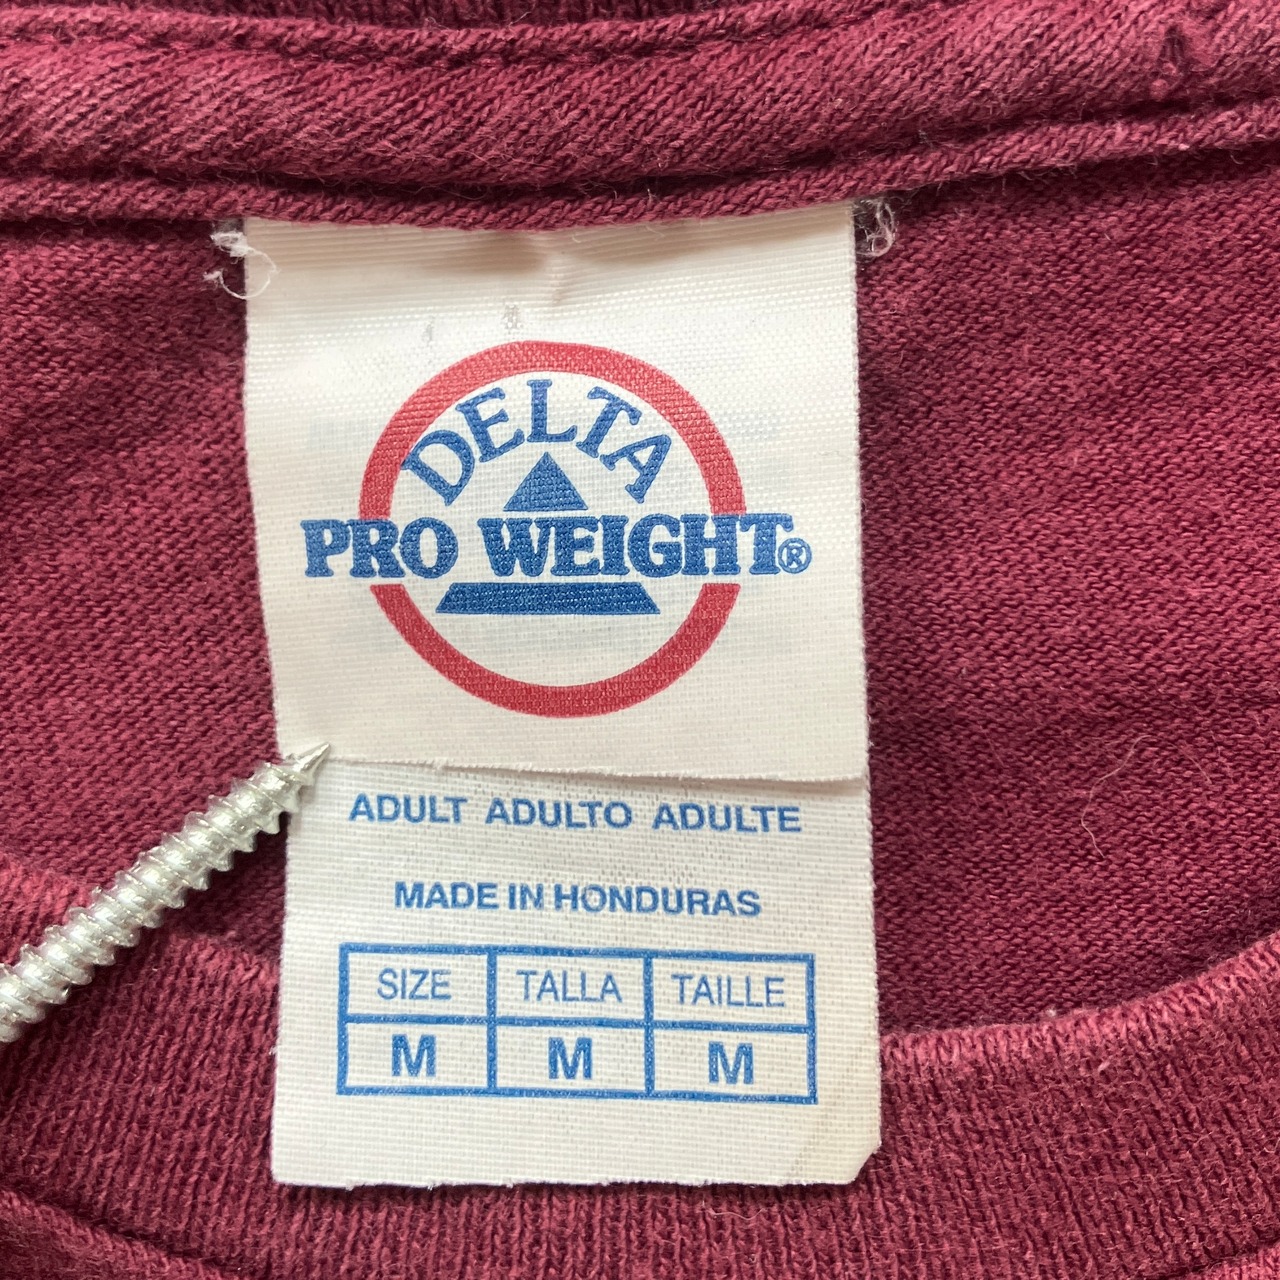 DELTA
PRO WEIGHT®
ADULT ADULTO ADULTE
MADE IN HONDURAS
SIZE TALLA TAILLE
M M M